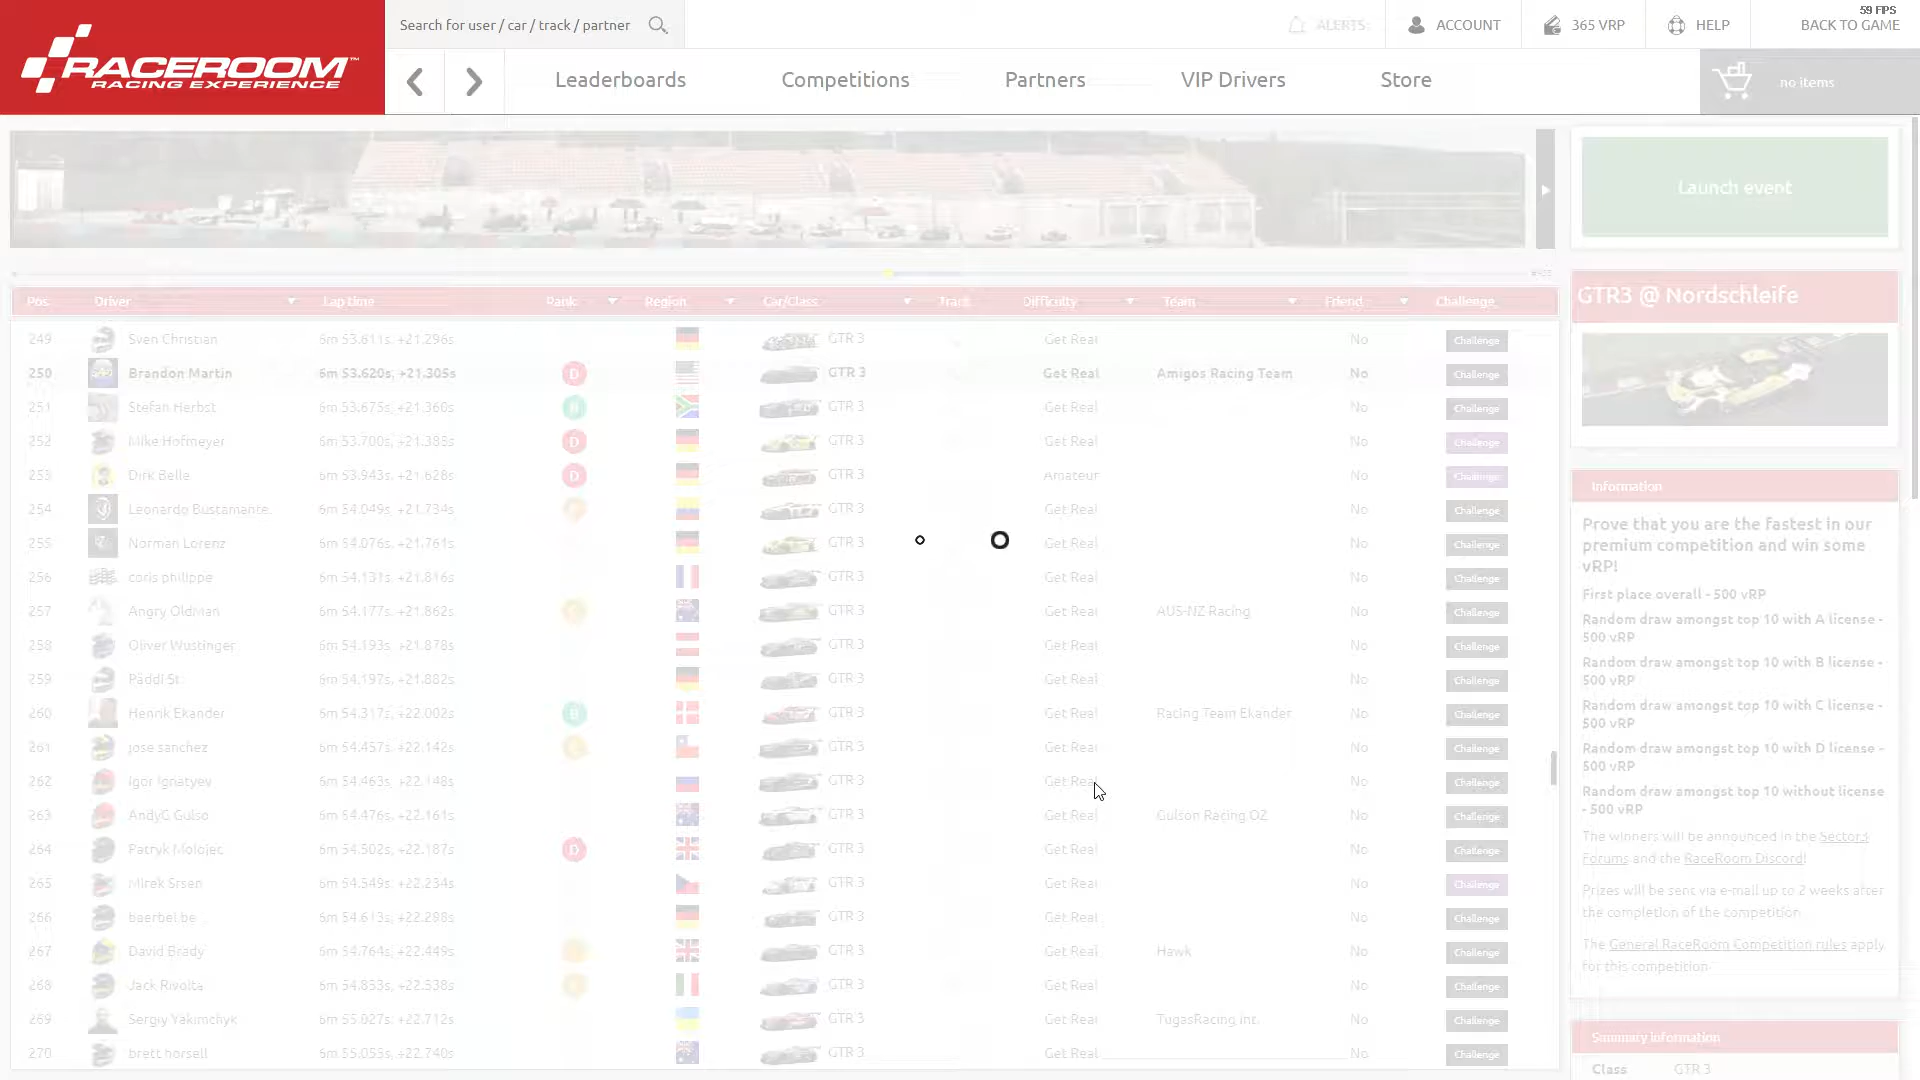 RACEROOM™
RACING EXPERIENCE
Search for user / car / track / partner
ALERTS
ACCOUNT
365 VRP
HELP
59 FPS
BACK TO GAME
Leaderboards
Competitions
Partners
VIP Drivers
Store
no items
Launch event
Pos. Driver Lap time Rank Region Car/Class Track Difficulty Team Friend Challenge
249 Sven Christian 6m 53.611s, +21.296s GTR 3 Get Real No Challenge
250 Brandon Martin 6m 53.620s, +21.305s D GTR 3 Get Real Amigos Racing Team No Challenge
251 Stefan Herbst 6m 53.675s, +21.360s GTR 3 Get Real No Challenge
252 Mike Hofmeyer 6m 53.700s, +21.385s D GTR 3 Get Real No Challenge
253 Dirk Belle 6m 53.943s, +21.628s D GTR 3 Amateur No Challenge
254 Leonardo Bustamante 6m 54.049s, +21.734s GTR 3 Get Real No Challenge
255 Norman Lorenz 6m 54.076s, +21.761s GTR 3 Get Real No Challenge
256 coris philippe 6m 54.131s, +21.816s GTR 3 Get Real No Challenge
257 Angry Oldman 6m 54.177s, +21.862s GTR 3 Get Real AUS-NZ Racing No Challenge
258 Oliver Wüstinger 6m 54.193s, +21.878s GTR 3 Get Real No Challenge
259 Päddi St. 6m 54.197s, +21.882s GTR 3 Get Real No Challenge
260 Henrik Ekander 6m 54.317s, +22.002s B GTR 3 Get Real Racing Team Ekander No Challenge
261 jose sanchez 6m 54.457s, +22.142s GTR 3 Get Real No Challenge
262 Igor Ignatyev 6m 54.463s, +22.148s GTR 3 Get Real No Challenge
263 AndyG Gulso 6m 54.476s, +22.161s GTR 3 Get Real Gulson Racing OZ No Challenge
264 Patryk Molojec 6m 54.502s, +22.187s D GTR 3 Get Real No Challenge
265 Mirek Srsen 6m 54.549s, +22.234s GTR 3 Get Real No Challenge
266 baerbel be 6m 54.613s, +22.298s GTR 3 Get Real No Challenge
267 David Brady 6m 54.764s, +22.449s GTR 3 Get Real Hawk No Challenge
268 Jack Rivolta 6m 54.853s, +22.538s GTR 3 Get Real No Challenge
269 Sergiy Yakimchyk 6m 55.027s, +22.712s GTR 3 Get Real TugasRacing int. No Challenge
270 brett horsell 6m 55.055s, +22.740s GTR 3 Get Real No Challenge
GTR3 @ Nordschleife
Information
Prove that you are the fastest in our
premium competition and win some
vRP!
First place overall - 500 vRP
Random draw amongst top 10 with A license -
500 vRP
Random draw amongst top 10 with B license -
500 vRP
Random draw amongst top 10 with C license -
500 vRP
Random draw amongst top 10 with D license -
500 vRP
Random draw amongst top 10 without license
- 500 vRP
The winners will be announced in the Sector3
Forums and the RaceRoom Discord!
Prizes will be sent via e-mail up to 2 weeks after
the completion of the competition.
The General RaceRoom Competition rules apply
for this competition
Summary information
Class GTR 3